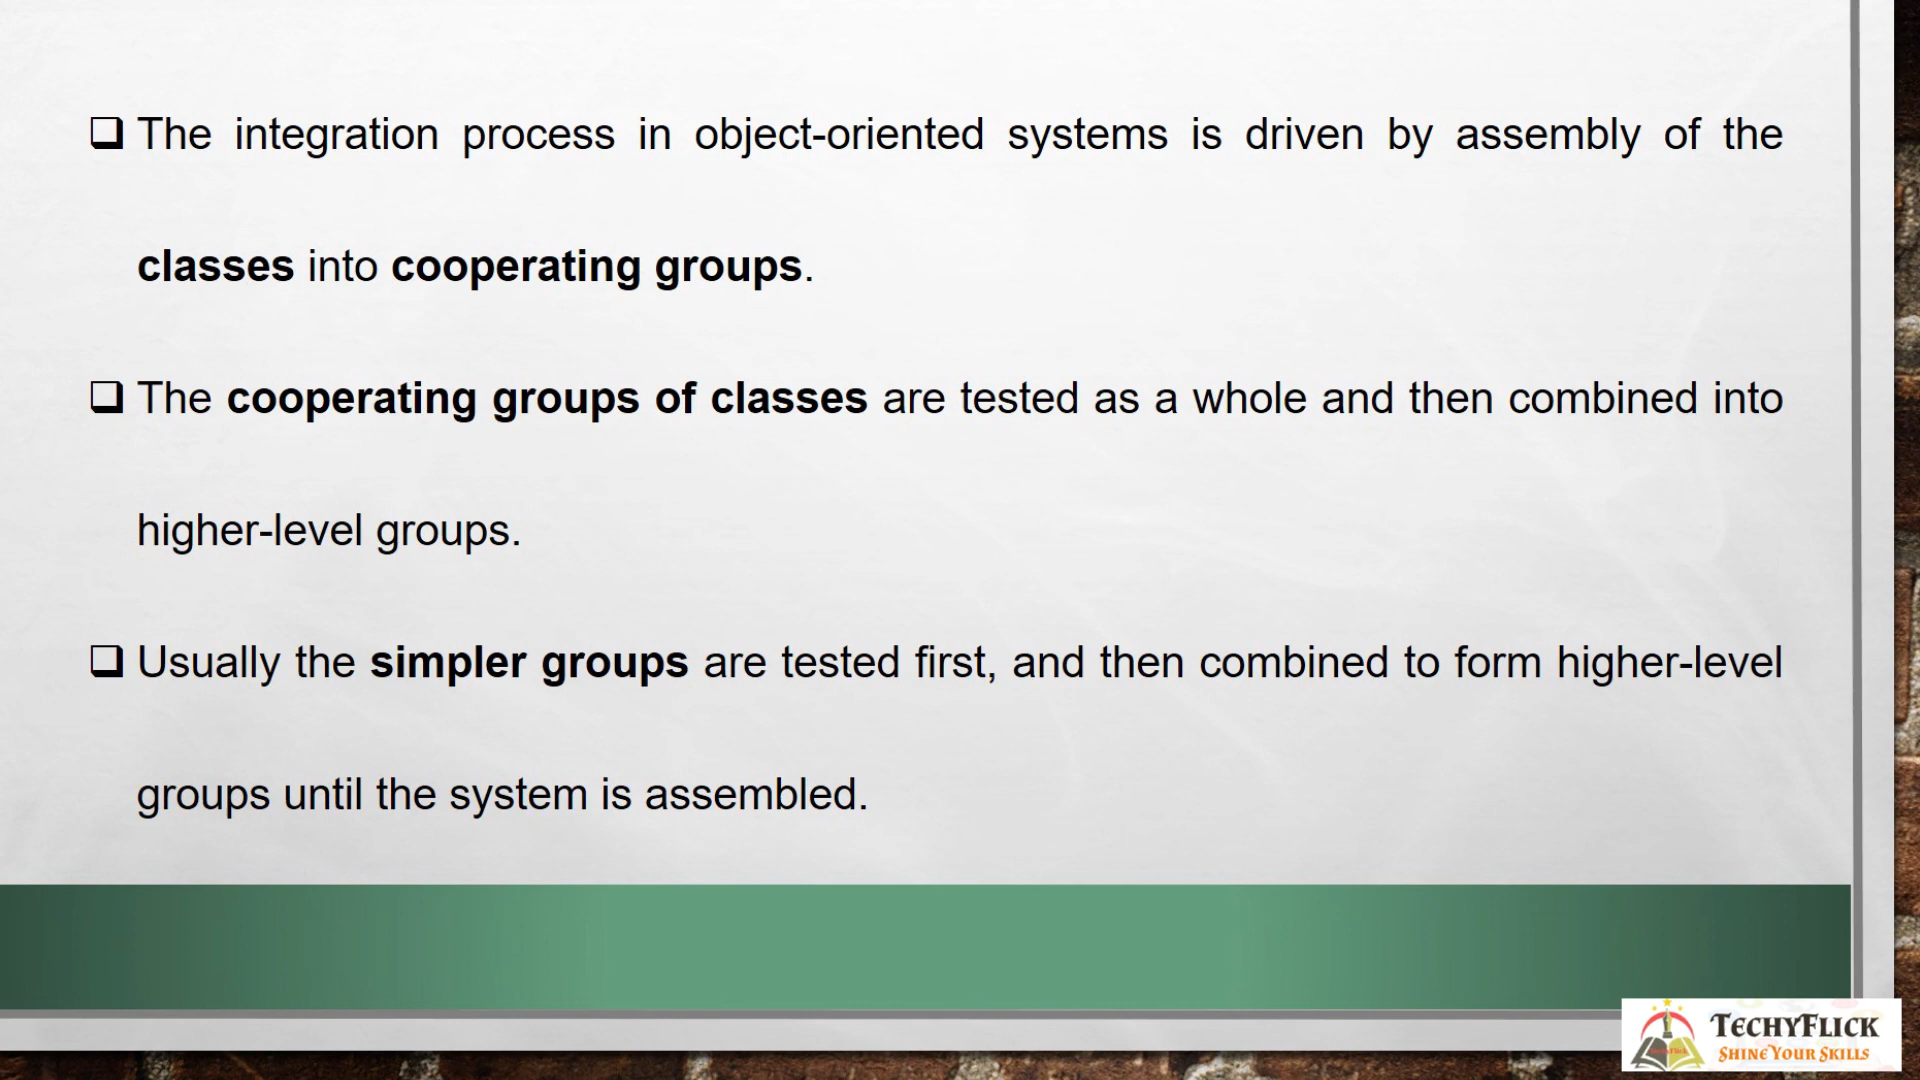 The integration process in object-oriented systems is driven by assembly of the
classes into cooperating groups.
The cooperating groups of classes are tested as a whole and then combined into
higher-level groups.
Usually the simpler groups are tested first, and then combined to form higher-level
groups until the system is assembled.
TECHYFLICK
SHINE YOUR SKILLS